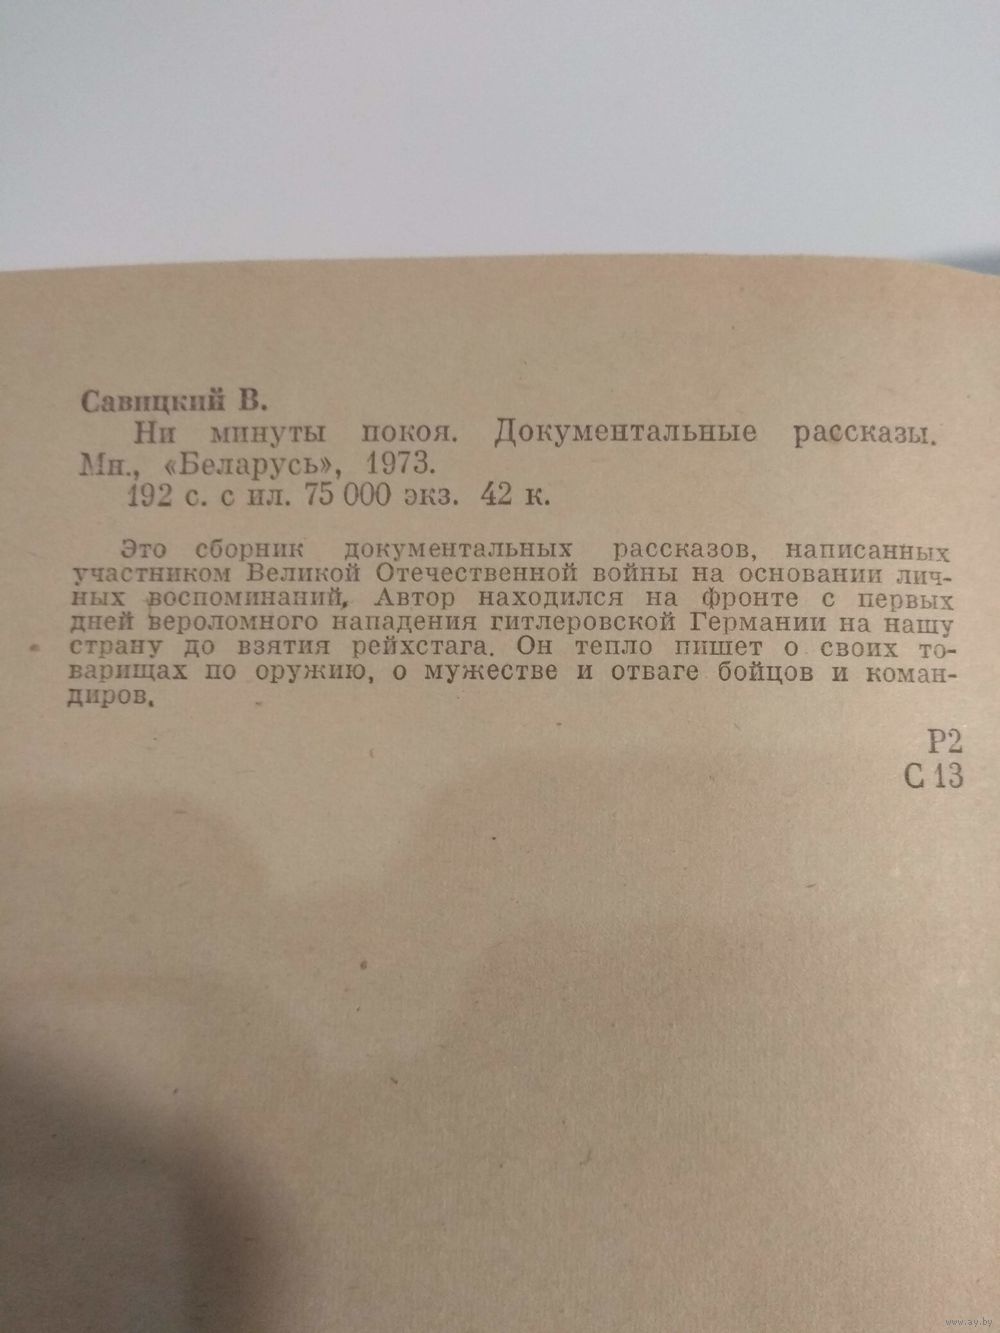 Савицкий В.
Ни минуты покоя. Документальные рассказы.
Мн., «Беларусь», 1973.
192 с. с ил. 75 000 экз. 42 к.
Это сборник документальных рассказов, написанных
участником Великой Отечественной войны на основании лич-
ных воспоминаний. Автор находился на фронте с первых
дней вероломного нападения гитлеровской Германии на нашу
страну до взятия рейхстага. Он тепло пишет о своих то-
варищах по оружию, о мужестве и отваге бойцов и коман-
диров.
Р2
С 13
www.ay.by